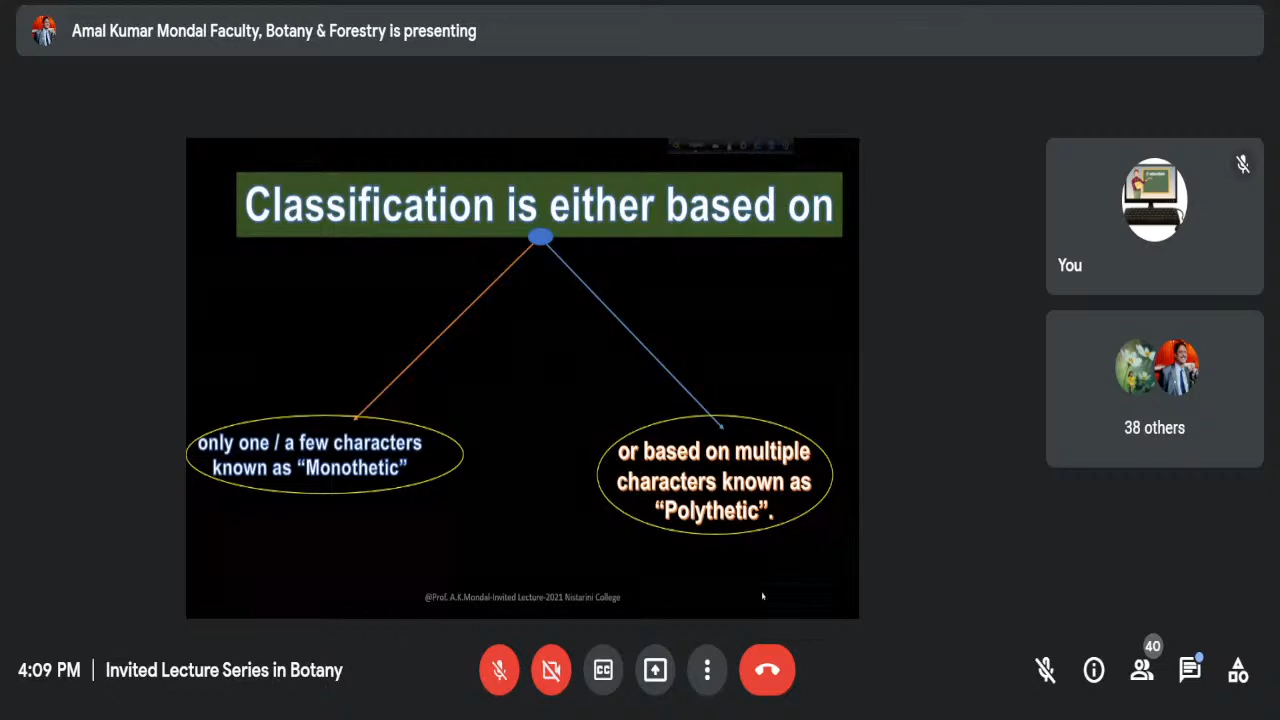 Amal Kumar Mondal Faculty, Botany & Forestry is presenting
Classification is either based on
only one / a few characters
known as “Monothetic”
or based on multiple
characters known as
“Polythetic”.
@Prof. A.K.Mondal-Invited Lecture-2021 Nistarini College
You
38 others
4:09 PM | Invited Lecture Series in Botany
CC
40